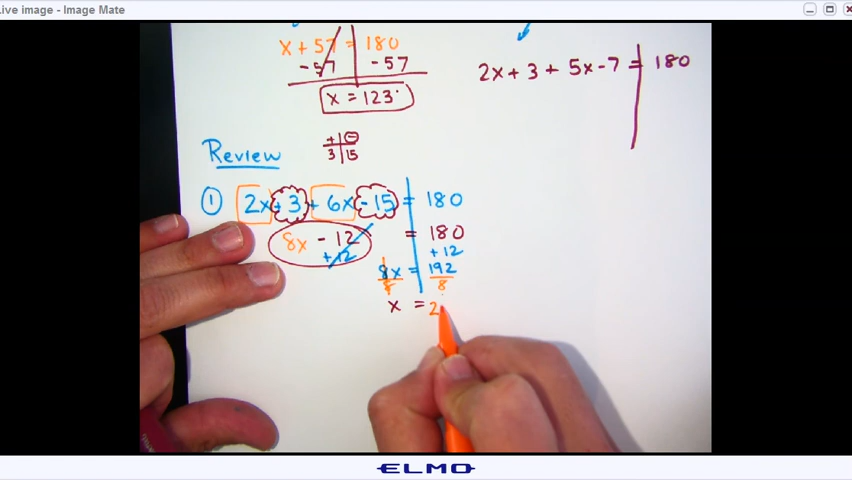 Live image - Image Mate
x + 57 = 180
-57 -57
x = 123°
2x + 3 + 5x - 7 = 180
+ | -
3 | 15
Review
① 2x + 3 + 6x - 15 = 180
8x - 12 = 180
+12 +12
8x = 192
8 8
x = 2
ELMO